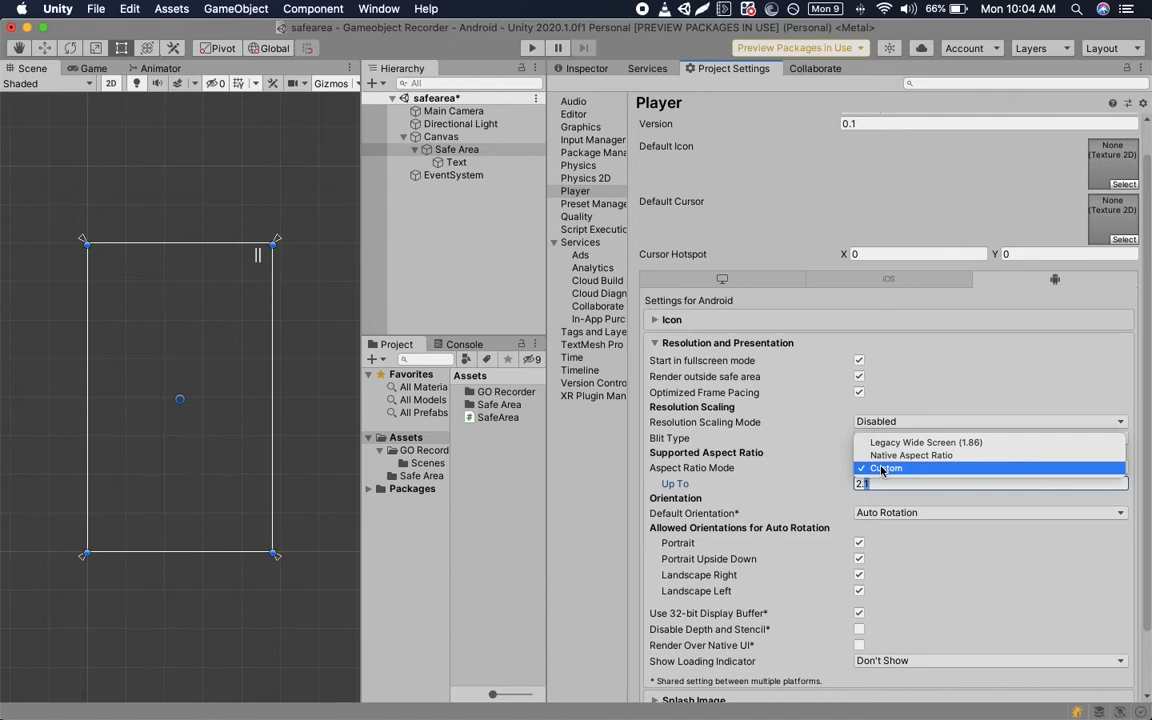 Unity File Edit Assets GameObject Component Window Help Mon 9 66% Mon 10:04 AM
safearea - Gameobject Recorder - Android - Unity 2020.1.0f1 Personal [PREVIEW PACKAGES IN USE] (Personal) <Metal>
Pivot Global Preview Packages in Use Account Layers Layout
Scene Game Animator Hierarchy Inspector Services Project Settings Collaborate
Shaded 2D 0 Gizmos All
safearea*
Main Camera
Directional Light
Canvas
Safe Area
Text
EventSystem
Project Console
9
Favorites
All Materia
All Models
All Prefabs
Assets
GO Record
Scenes
Safe Area
Packages
Assets
GO Recorder
Safe Area
SafeArea
Audio
Editor
Graphics
Input Manager
Package Mana
Physics
Physics 2D
Player
Preset Manage
Quality
Script Executio
Services
Ads
Analytics
Cloud Build
Cloud Diagn
Collaborate
In-App Purc
Tags and Laye
TextMesh Pro
Time
Timeline
Version Contro
XR Plugin Man
Player
Version 0.1
Default Icon
None
(Texture 2D)
Select
Default Cursor
None
(Texture 2D)
Select
Cursor Hotspot X 0 Y 0
iOS
Settings for Android
Icon
Resolution and Presentation
Start in fullscreen mode
Render outside safe area
Optimized Frame Pacing
Resolution Scaling
Resolution Scaling Mode Disabled
Blit Type
Supported Aspect Ratio
Aspect Ratio Mode
Legacy Wide Screen (1.86)
Native Aspect Ratio
Custom
Up To 2.1
Orientation
Default Orientation* Auto Rotation
Allowed Orientations for Auto Rotation
Portrait
Portrait Upside Down
Landscape Right
Landscape Left
Use 32-bit Display Buffer*
Disable Depth and Stencil*
Render Over Native UI*
Show Loading Indicator Don't Show
* Shared setting between multiple platforms.
Splash Image